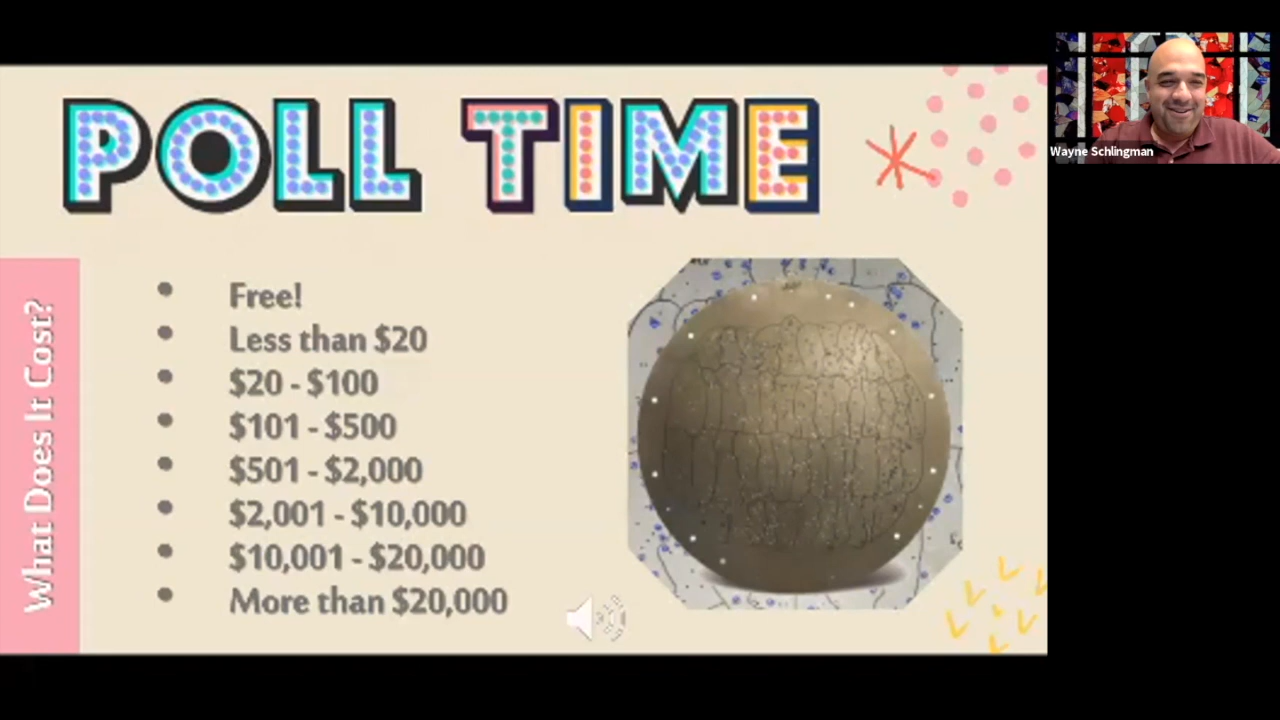 POLL TIME
What Does It Cost?
Free!
Less than $20
$20 - $100
$101 - $500
$501 - $2,000
$2,001 - $10,000
$10,001 - $20,000
More than $20,000
Wayne Schlingman